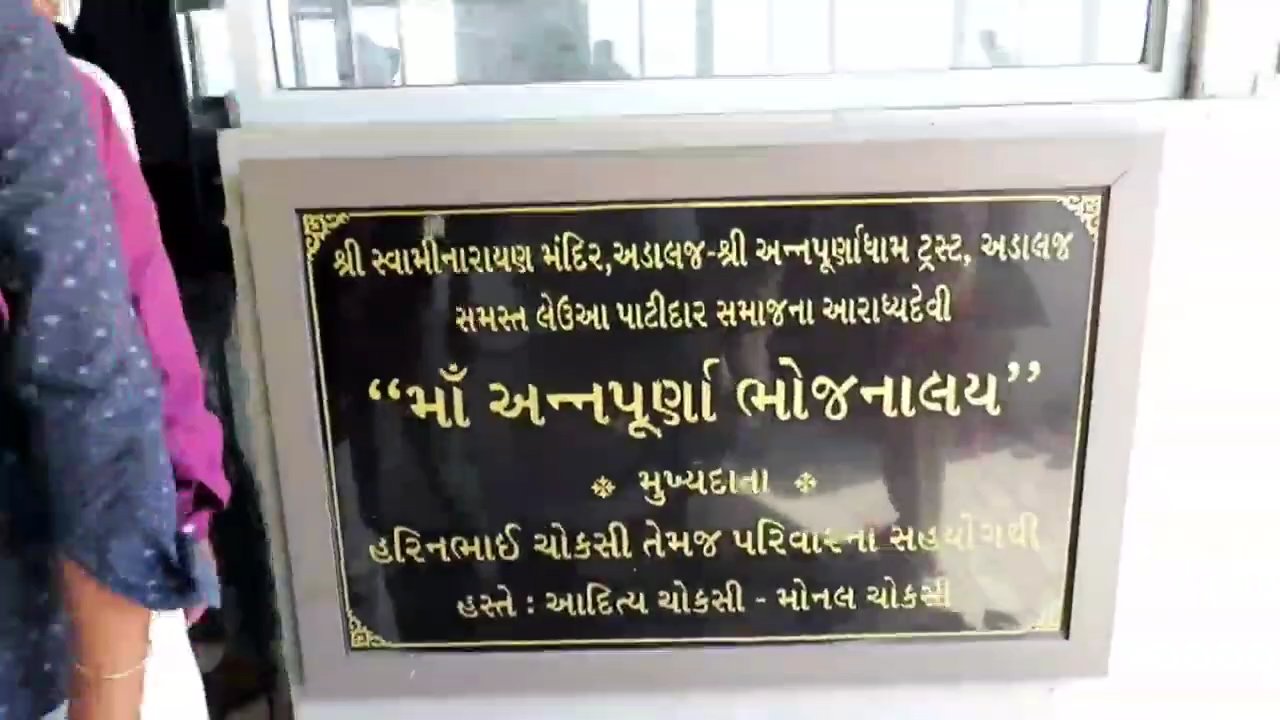 શ્રી સ્વામીનારાયણ મંદિર,અડાલજ-શ્રી અન્નપૂર્ણાધામ ટ્રસ્ટ, અડાલજ
સમસ્ત લેઉઆ પાટીદાર સમાજના આરાધ્યદેવી
“માઁ અન્નપૂર્ણા ભોજનાલય”
❉ મુખ્યદાતા ❉
હરિનભાઈ ચોકસી તેમજ પરિવારના સહયોગથી
હસ્તે : આદિત્ય ચોકસી - મોનલ ચોકસી